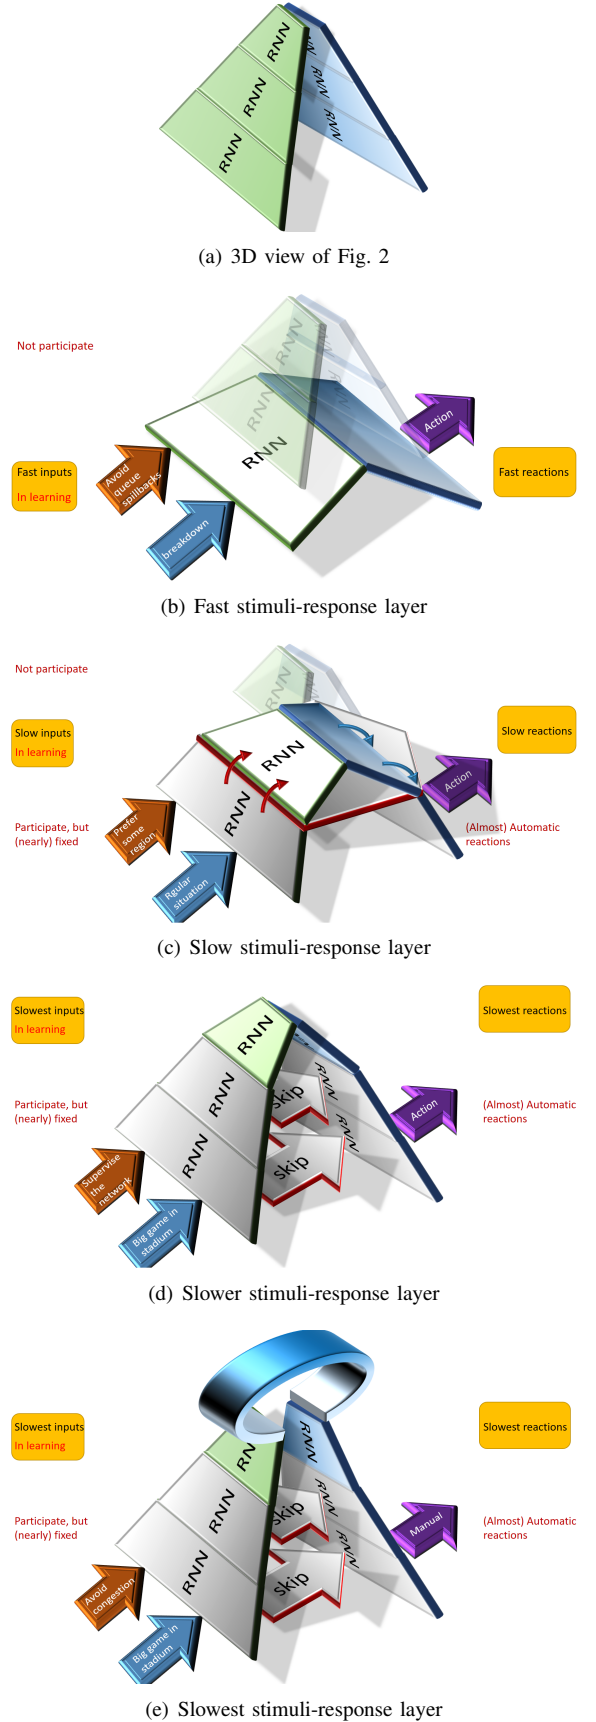 RNN
RNN
RNN
RNN
RNN
RNN
(a) 3D view of Fig. 2
Not participate
RNN
RNN
RNN
Action
Fast inputs
In learning
Avoid
queue
spillbacks
breakdown
Fast reactions
(b) Fast stimuli-response layer
Not participate
Slow inputs
In learning
RNN
RNN
Slow reactions
Action
Participate, but
(nearly) fixed
Prefer
some
region
Rgular
situation
(Almost) Automatic
reactions
(c) Slow stimuli-response layer
Slowest inputs
In learning
RNN
RNN
RNN
RNN
RNN
skip
skip
Slowest reactions
Participate, but
(nearly) fixed
Action
(Almost) Automatic
reactions
Supervise
the
network
Big game in
stadium
(d) Slower stimuli-response layer
Slowest inputs
In learning
RN
RNN
RNN
RNN
RNN
RNN
skip
skip
Slowest reactions
Participate, but
(nearly) fixed
Manual
(Almost) Automatic
reactions
Avoid
congestion
Big game in
stadium
(e) Slowest stimuli-response layer